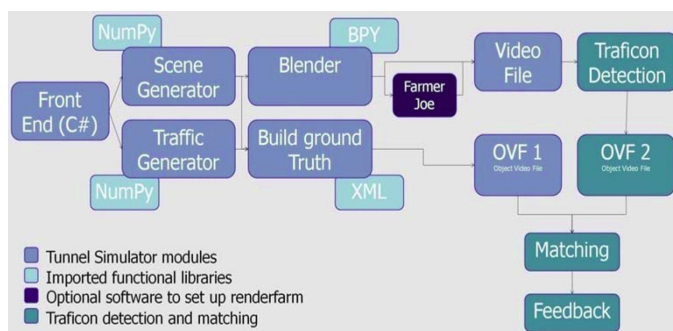 NumPy
BPY
Scene
Generator
Blender
Video
File
Traficon
Detection
Farmer
Joe
Front
End (C#)
Traffic
Generator
Build ground
Truth
OVF 1
Object Video File
OVF 2
Object Video File
NumPy
XML
Matching
Feedback
Tunnel Simulator modules
Imported functional libraries
Optional software to set up renderfarm
Traficon detection and matching